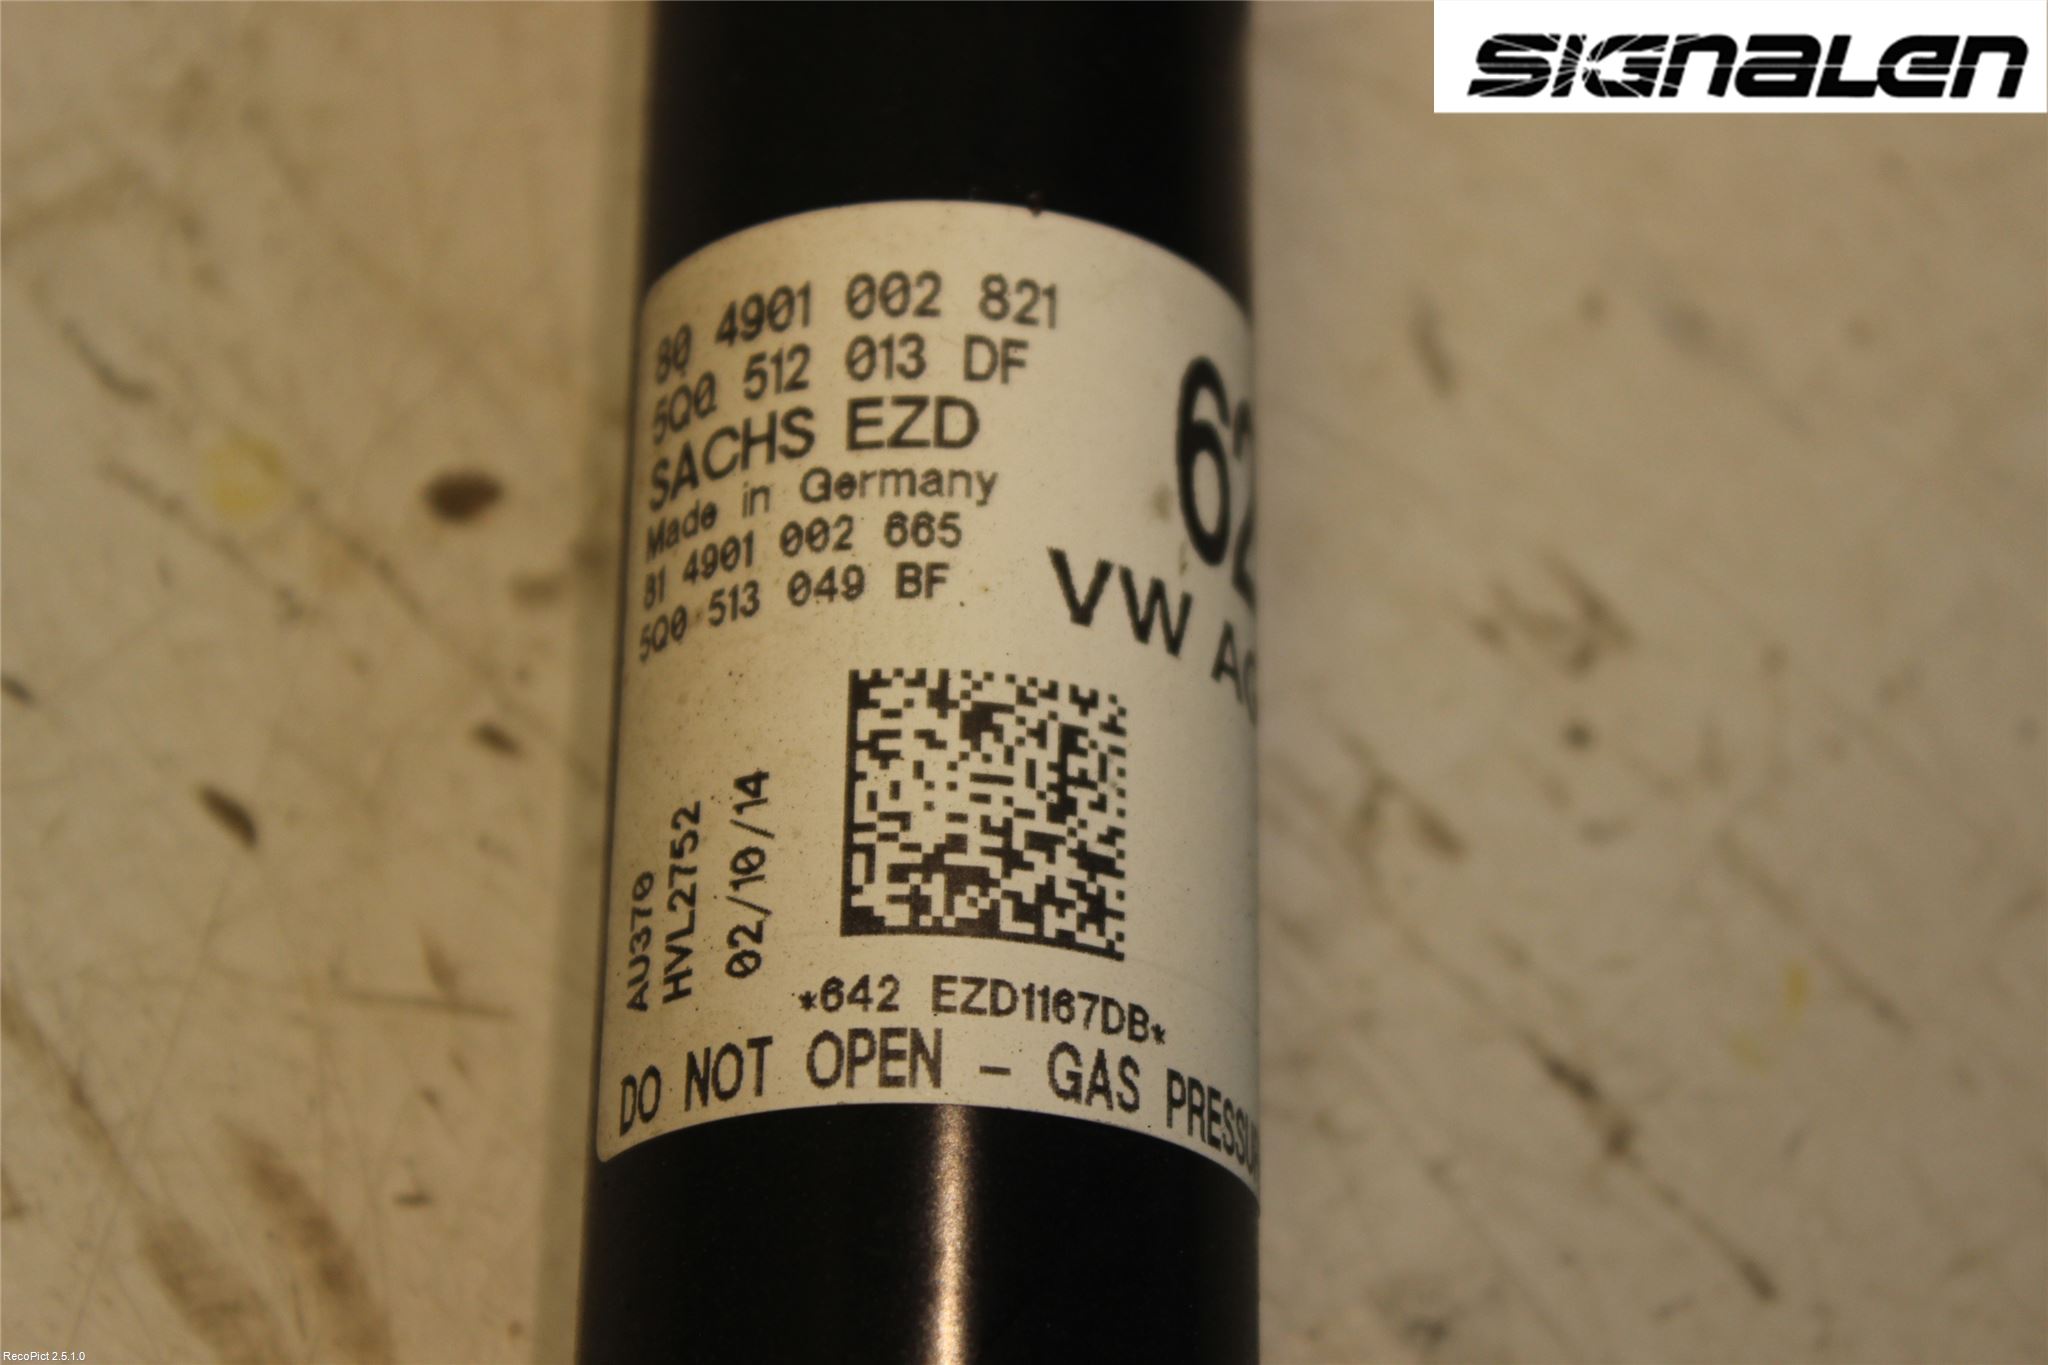 SIGNALEN
80 4901 002 821
5Q0 512 013 DF
SACHS EZD
Made in Germany
81 4901 002 665
5Q0 513 049 BF
VW
AU370
HVL27752
02/10/14
*642 EZD1167DB*
DO NOT OPEN - GAS
RecoPict 2.5.1.0